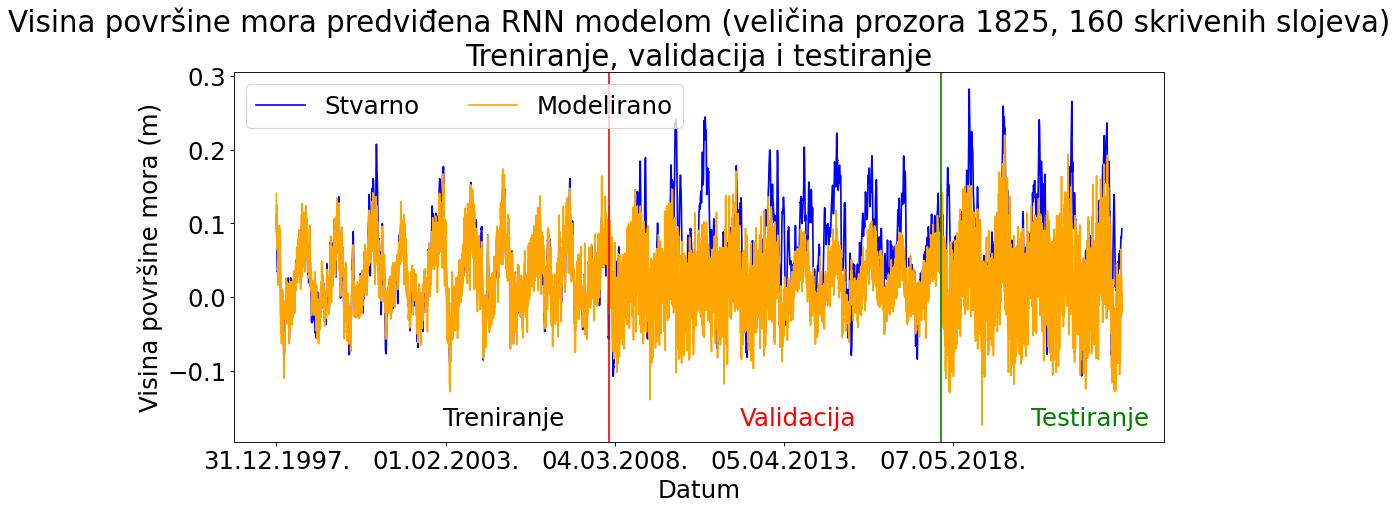 Visina površine mora predviđena RNN modelom (veličina prozora 1825, 160 skrivenih slojeva)
Treniranje, validacija i testiranje
Stvarno
Modelirano
Visina površine mora (m)
0.3
0.2
0.1
0.0
−0.1
Treniranje
Validacija
Testiranje
31.12.1997.
01.02.2003.
04.03.2008.
05.04.2013.
07.05.2018.
Datum